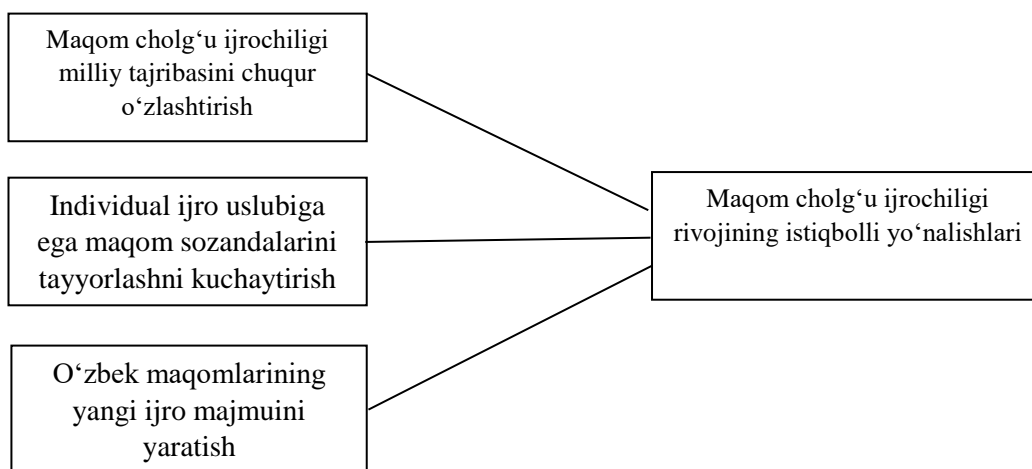 Maqom cholg‘u ijrochiligi
milliy tajribasini chuqur
o‘zlashtirish
Individual ijro uslubiga
ega maqom sozandalarini
tayyorlashni kuchaytirish
O‘zbek maqomlarining
yangi ijro majmuini
yaratish
Maqom cholg‘u ijrochiligi
rivojining istiqbolli yo‘nalishlari